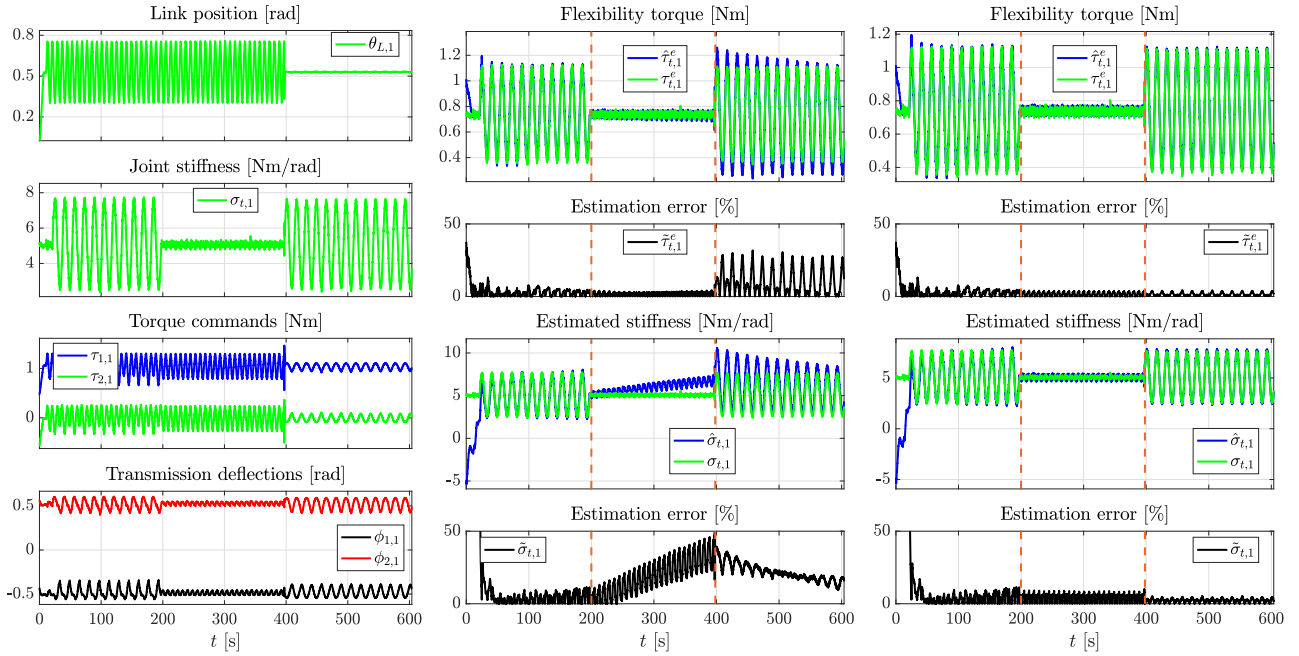 Link position [rad]
0.8
0.5
0.2
θ_{L,1}
Joint stiffness [Nm/rad]
8
6
4
σ_{t,1}
Torque commands [Nm]
1
0
τ_{1,1}
τ_{2,1}
Transmission deflections [rad]
0.5
0
-0.5
ϕ_{1,1}
ϕ_{2,1}
0 100 200 300 400 500 600
t [s]
Flexibility torque [Nm]
1.2
1
0.8
0.6
0.4
τ̂^e_{t,1}
τ^e_{t,1}
Estimation error [%]
50
0
τ̃^e_{t,1}
Estimated stiffness [Nm/rad]
10
5
0
-5
σ̂_{t,1}
σ_{t,1}
Estimation error [%]
50
0
σ̃_{t,1}
0 100 200 300 400 500 600
t [s]
Flexibility torque [Nm]
1.2
1
0.8
0.6
0.4
τ̂^e_{t,1}
τ^e_{t,1}
Estimation error [%]
50
0
τ̃^e_{t,1}
Estimated stiffness [Nm/rad]
5
0
-5
σ̂_{t,1}
σ_{t,1}
Estimation error [%]
50
0
σ̃_{t,1}
0 100 200 300 400 500 600
t [s]